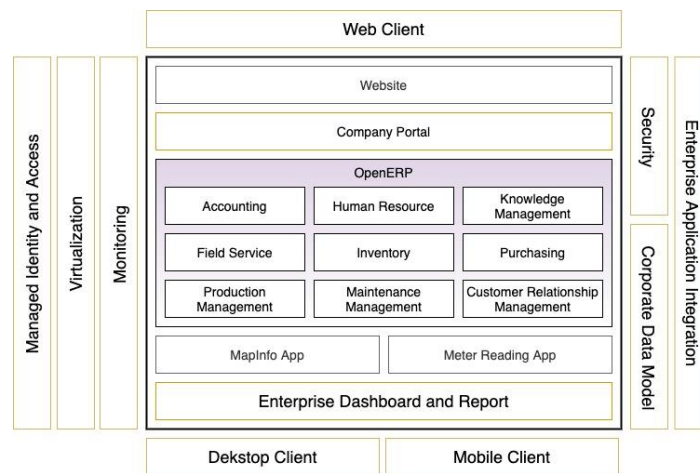 Web Client
Managed Identity and Access
Virtualization
Monitoring
Website
Company Portal
OpenERP
Accounting
Human Resource
Knowledge
Management
Field Service
Inventory
Purchasing
Production
Management
Maintenance
Management
Customer Relationship
Management
MapInfo App
Meter Reading App
Enterprise Dashboard and Report
Security
Corporate Data Model
Enterprise Application Integration
Dekstop Client
Mobile Client